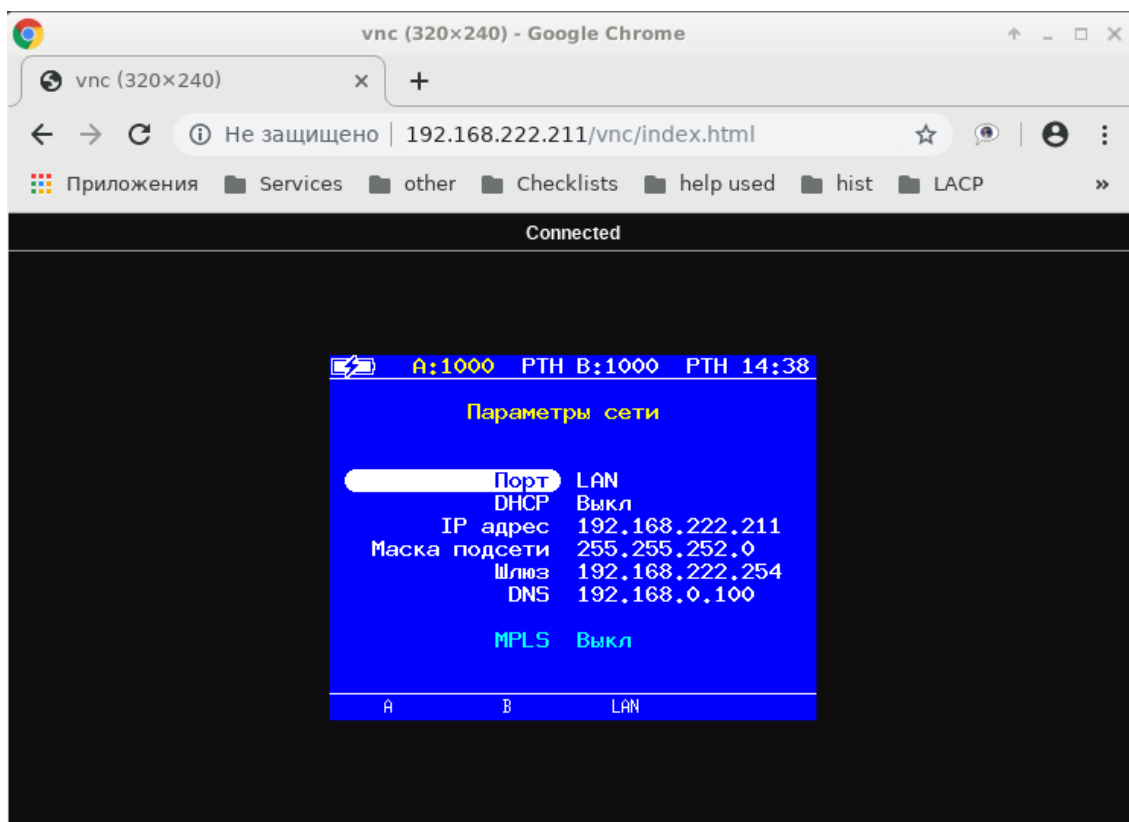 vnc (320×240) - Google Chrome
vnc (320×240)
Не защищено | 192.168.222.211/vnc/index.html
Приложения Services other Checklists help used hist LACP »
Connected
A:1000 РТН B:1000 РТН 14:38
Параметры сети
Порт LAN
DHCP Выкл
IP адрес 192.168.222.211
Маска подсети 255.255.252.0
Шлюз 192.168.222.254
DNS 192.168.0.100
MPLS Выкл
A B LAN